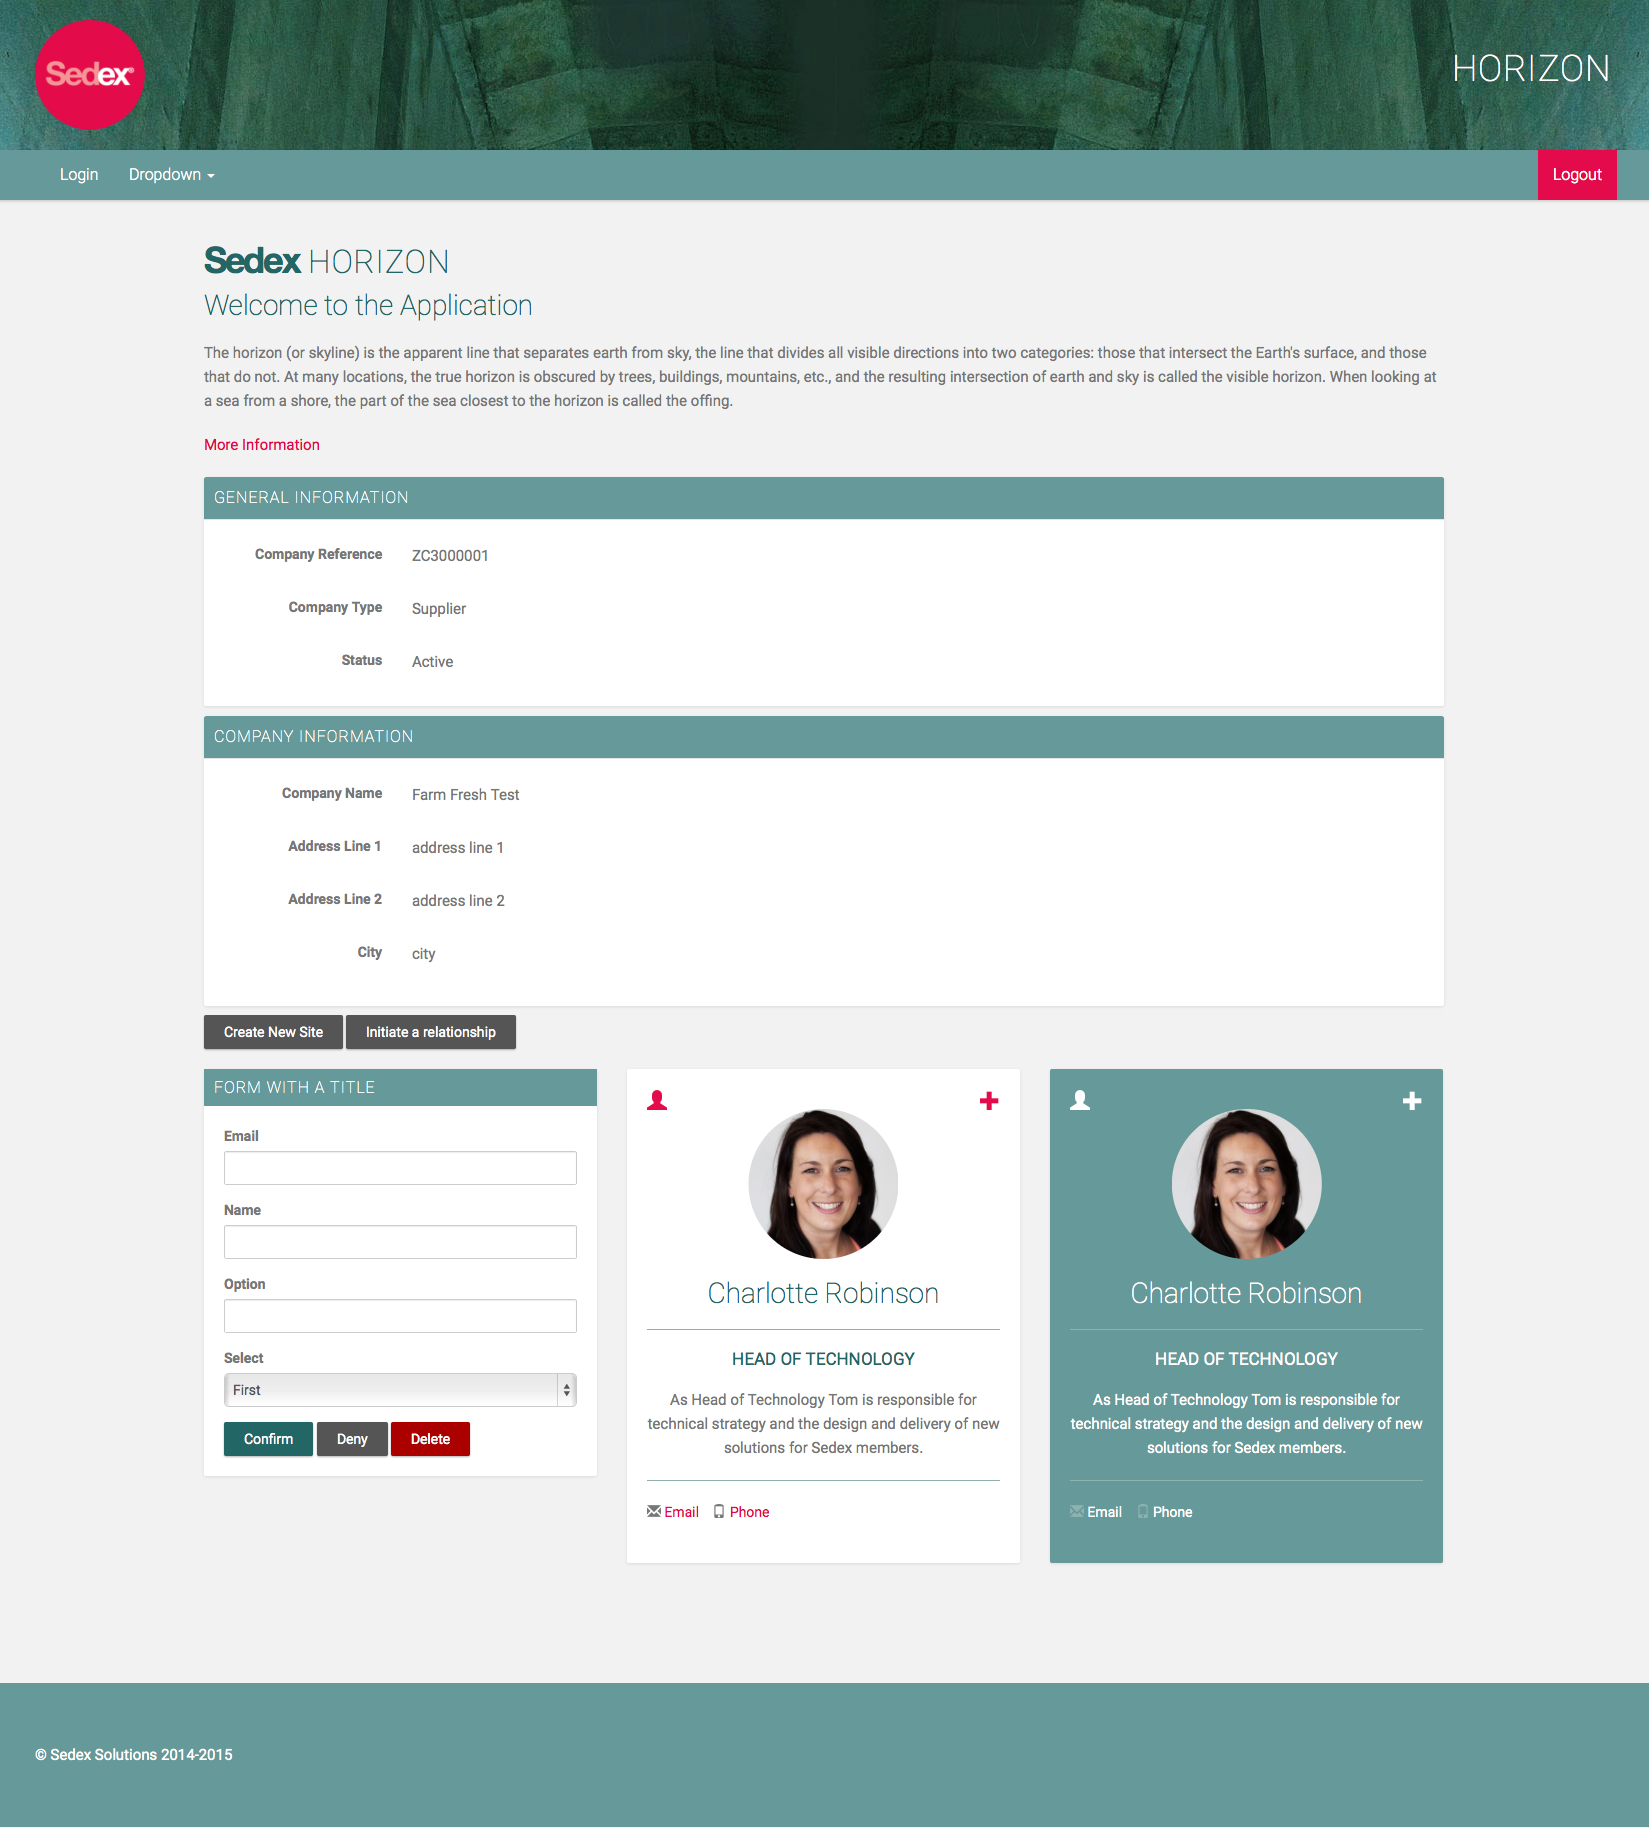 Sedex
HORIZON
Login
Dropdown
Logout
Sedex HORIZON
Welcome to the Application
The horizon (or skyline) is the apparent line that separates earth from sky, the line that divides all visible directions into two categories: those that intersect the Earth's surface, and those
that do not. At many locations, the true horizon is obscured by trees, buildings, mountains, etc., and the resulting intersection of earth and sky is called the visible horizon. When looking at
a sea from a shore, the part of the sea closest to the horizon is called the offing.
More Information
GENERAL INFORMATION
Company Reference ZC3000001
Company Type Supplier
Status Active
COMPANY INFORMATION
Company Name Farm Fresh Test
Address Line 1 address line 1
Address Line 2 address line 2
City city
Create New Site
Initiate a relationship
FORM WITH A TITLE
Email
Name
Option
Select
First
Confirm
Deny
Delete
Charlotte Robinson
HEAD OF TECHNOLOGY
As Head of Technology Tom is responsible for
technical strategy and the design and delivery of new
solutions for Sedex members.
Email Phone
Charlotte Robinson
HEAD OF TECHNOLOGY
As Head of Technology Tom is responsible for
technical strategy and the design and delivery of new
solutions for Sedex members.
Email Phone
© Sedex Solutions 2014-2015